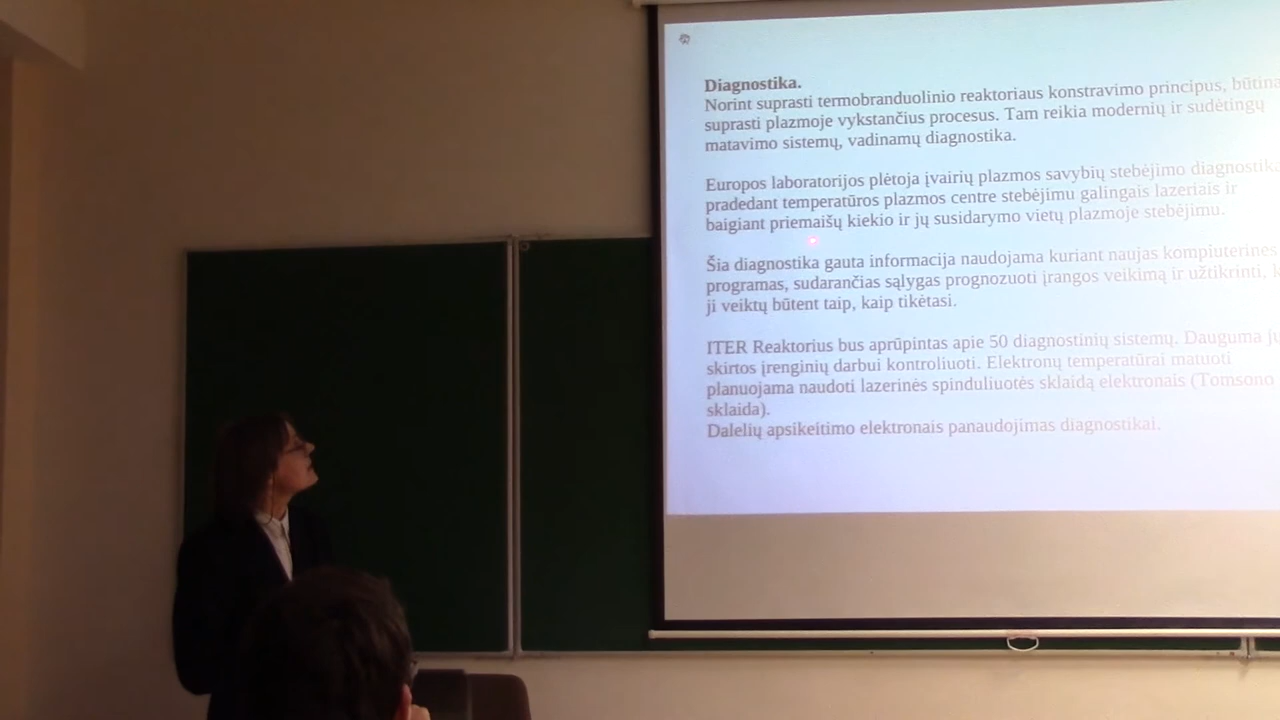 Diagnostika.
Norint suprasti termobranduolinio reaktoriaus konstravimo principus, būtina
suprasti plazmoje vykstančius procesus. Tam reikia modernių ir sudėtingų
matavimo sistemų, vadinamų diagnostika.
Europos laboratorijos plėtoja įvairių plazmos savybių stebėjimo
pradedant temperatūros plazmos centre stebėjimu galingais lazeriais ir
baigiant priemaišų kiekio ir jų susidarymo vietų plazmoje stebėjimu.
Šia diagnostika gauta informacija naudojama kuriant naujas kompiuterines
programas, sudarančias sąlygas prognozuoti įrangos veikimą ir užtikrinti,
ji veiktų būtent taip, kaip tikėtasi.
ITER Reaktorius bus aprūpintas apie 50 diagnostinių sistemų. Dauguma
skirtos įrenginių darbui kontroliuoti. Elektronų temperatūrai matuoti
planuojama naudoti lazerinės spinduliuotės sklaidą elektronais (Tomsono
sklaida).
Dalelių apsikeitimo elektronais panaudojimas diagnostikai.